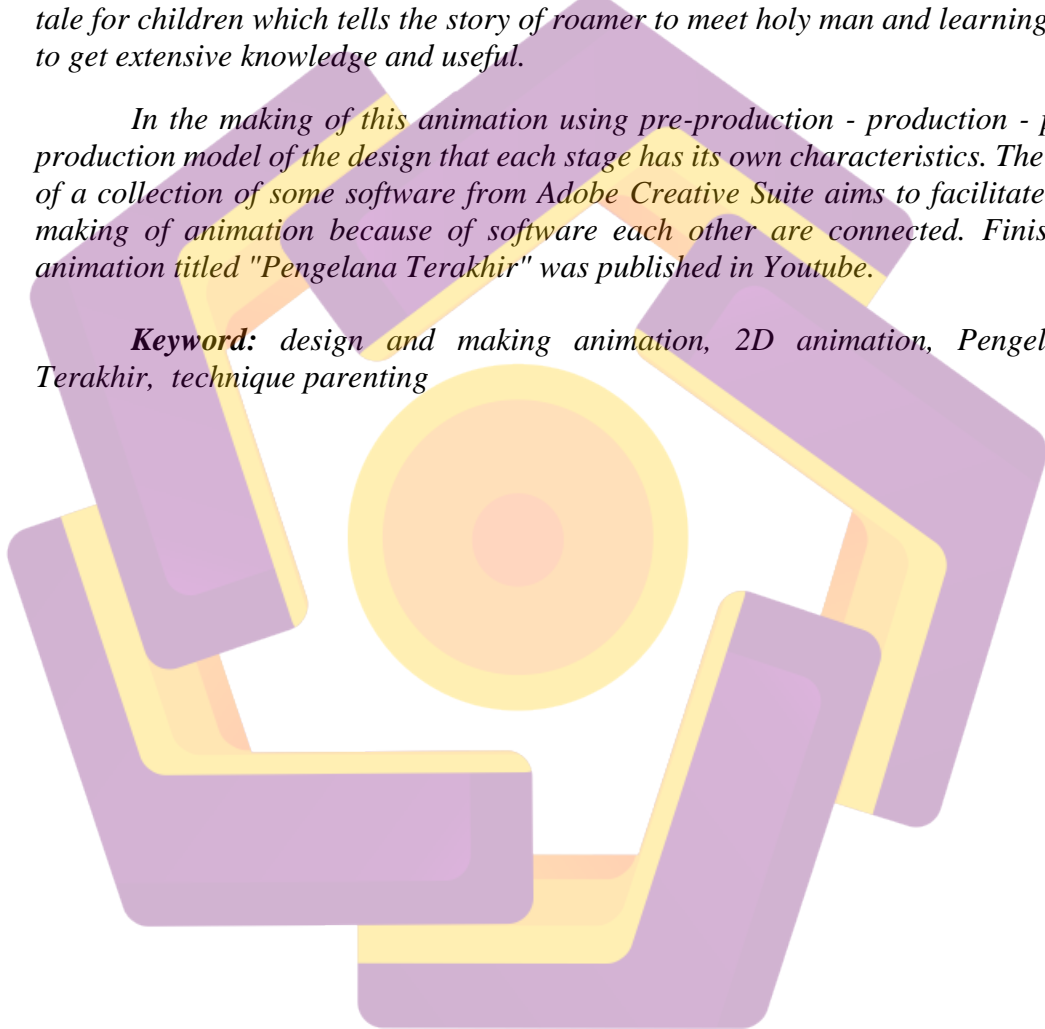 tale for children which tells the story of roamer to meet holy man and learning
to get extensive knowledge and useful.
In the making of this animation using pre-production - production -
production model of the design that each stage has its own characteristics. The
of a collection of some software from Adobe Creative Suite aims to facilitate
making of animation because of software each other are connected. Finis
animation titled "Pengelana Terakhir" was published in Youtube.
Keyword: design and making animation, 2D animation, Pengel
Terakhir, technique parenting